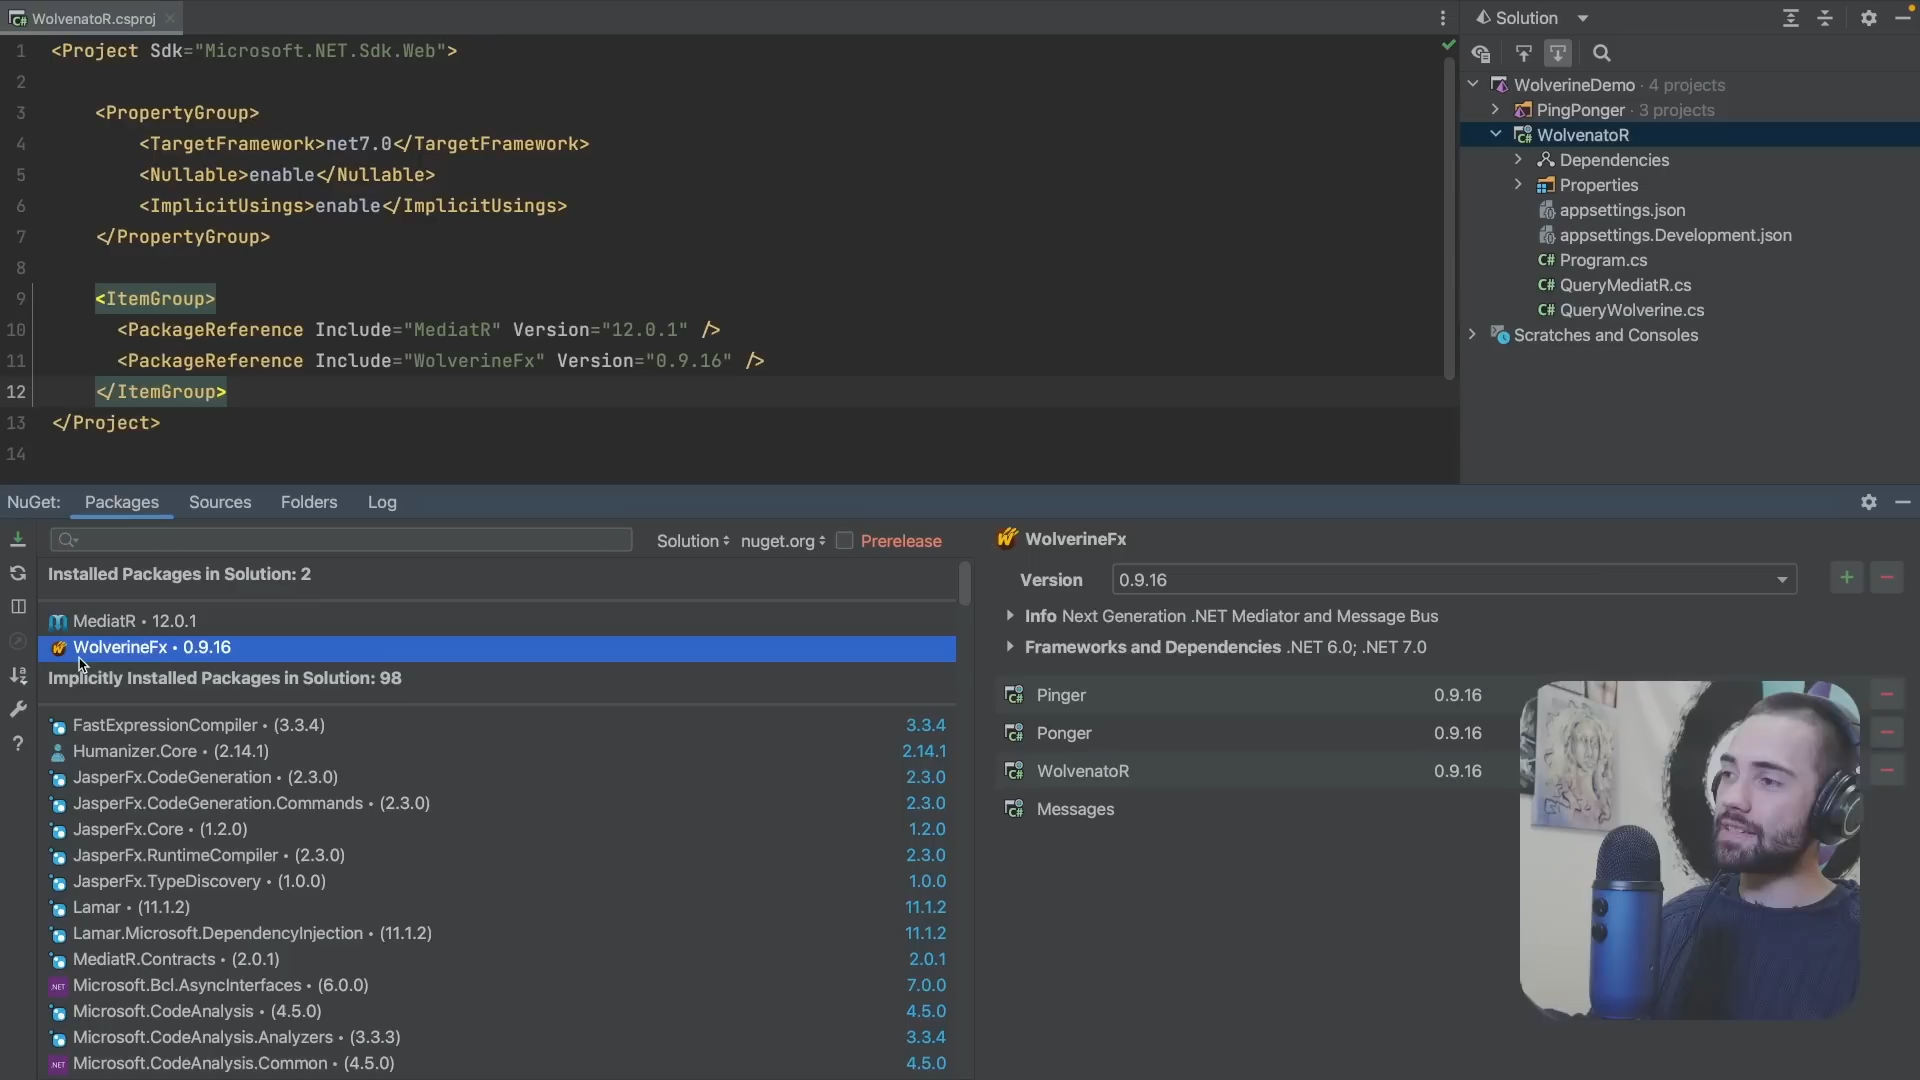 WolvenatoR.csproj
1 <Project Sdk="Microsoft.NET.Sdk.Web">
2
3 <PropertyGroup>
4 <TargetFramework>net7.0</TargetFramework>
5 <Nullable>enable</Nullable>
6 <ImplicitUsings>enable</ImplicitUsings>
7 </PropertyGroup>
8
9 <ItemGroup>
10 <PackageReference Include="MediatR" Version="12.0.1" />
11 <PackageReference Include="WolverineFx" Version="0.9.16" />
12 </ItemGroup>
13 </Project>
14
Solution
WolverineDemo · 4 projects
PingPonger · 3 projects
WolvenatoR
Dependencies
Properties
appsettings.json
appsettings.Development.json
C# Program.cs
C# QueryMediatR.cs
C# QueryWolverine.cs
Scratches and Consoles
NuGet: Packages Sources Folders Log
Solution nuget.org Prerelease
Installed Packages in Solution: 2
MediatR • 12.0.1
WolverineFx • 0.9.16
Implicitly Installed Packages in Solution: 98
FastExpressionCompiler • (3.3.4) 3.3.4
Humanizer.Core • (2.14.1) 2.14.1
JasperFx.CodeGeneration • (2.3.0) 2.3.0
JasperFx.CodeGeneration.Commands • (2.3.0) 2.3.0
JasperFx.Core • (1.2.0) 1.2.0
JasperFx.RuntimeCompiler • (2.3.0) 2.3.0
JasperFx.TypeDiscovery • (1.0.0) 1.0.0
Lamar • (11.1.2) 11.1.2
Lamar.Microsoft.DependencyInjection • (11.1.2) 11.1.2
MediatR.Contracts • (2.0.1) 2.0.1
.NET Microsoft.Bcl.AsyncInterfaces • (6.0.0) 7.0.0
Microsoft.CodeAnalysis • (4.5.0) 4.5.0
Microsoft.CodeAnalysis.Analyzers • (3.3.3) 3.3.4
.NET Microsoft.CodeAnalysis.Common • (4.5.0) 4.5.0
WolverineFx
Version 0.9.16
Info Next Generation .NET Mediator and Message Bus
Frameworks and Dependencies .NET 6.0; .NET 7.0
C# Pinger 0.9.16
C# Ponger 0.9.16
C# WolvenatoR 0.9.16
C# Messages